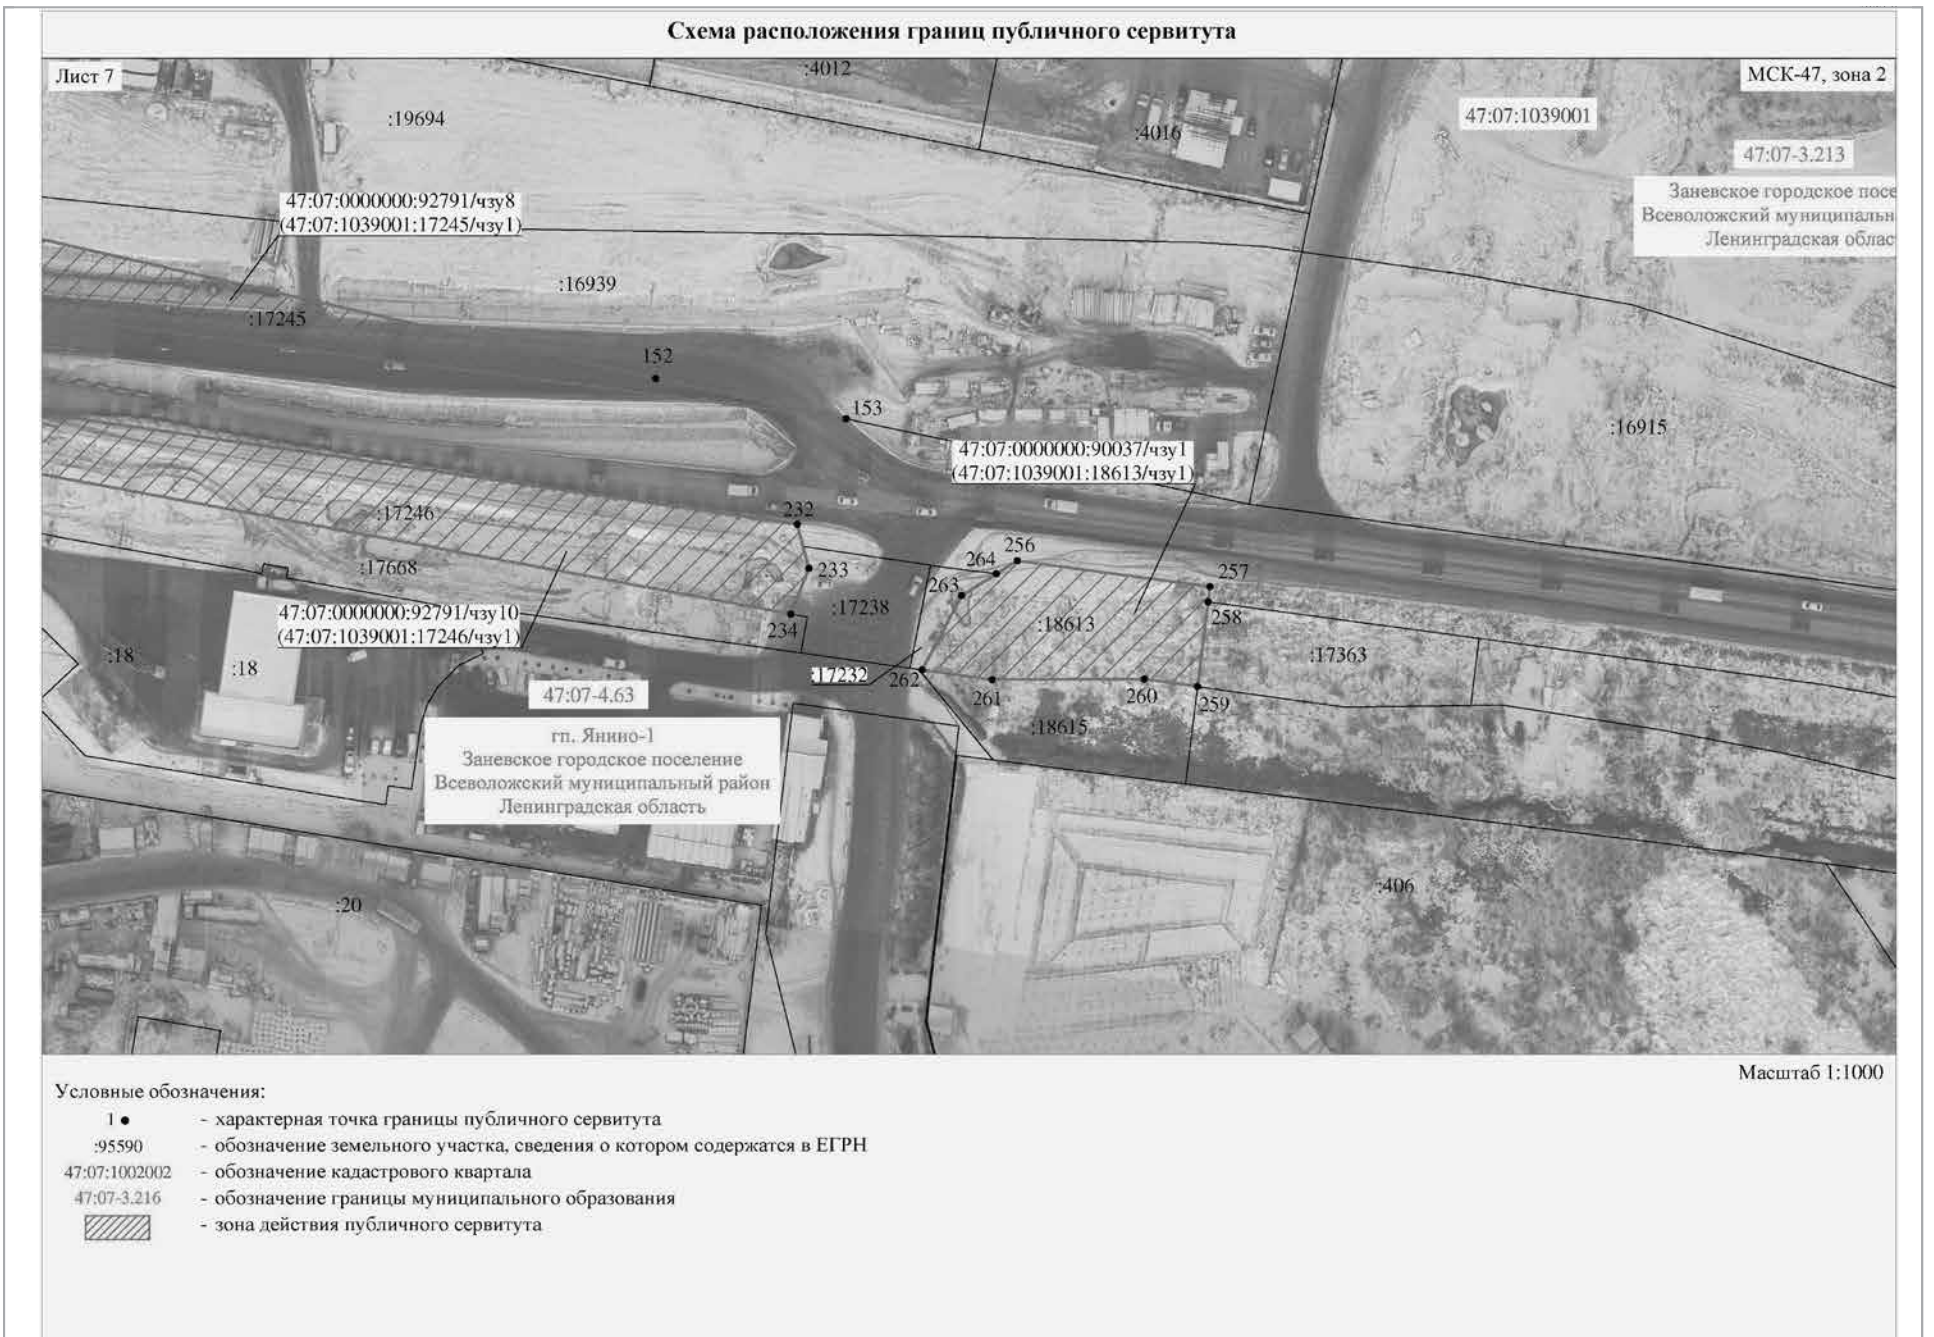 Схема расположения границ публичного сервитута
Лист 7
МСК-47, зона 2
:4012
:19694
:4016
47:07:1039001
47:07-3.213
Заневское городское посе
Всеволожский муниципальн
Ленинградская облас
47:07:0000000:92791/чзу8
(47:07:1039001:17245/чзу1)
:16939
:17245
152
153
:16915
47:07:0000000:90037/чзу1
(47:07:1039001:18613/чзу1)
:17246
232
256
264
:17668
233
257
263
47:07:0000000:92791/чзу10
(47:07:1039001:17246/чзу1)
:17238
258
234
:18613
:18
:18
:17363
:17232
262
261
260
259
47:07-4.63
:18615
гп. Янино-1
Заневское городское поселение
Всеволожский муниципальный район
Ленинградская область
:406
:20
Масштаб 1:1000
Условные обозначения:
1 ● - характерная точка границы публичного сервитута
:95590 - обозначение земельного участка, сведения о котором содержатся в ЕГРН
47:07:1002002 - обозначение кадастрового квартала
47:07-3.216 - обозначение границы муниципального образования
- зона действия публичного сервитута